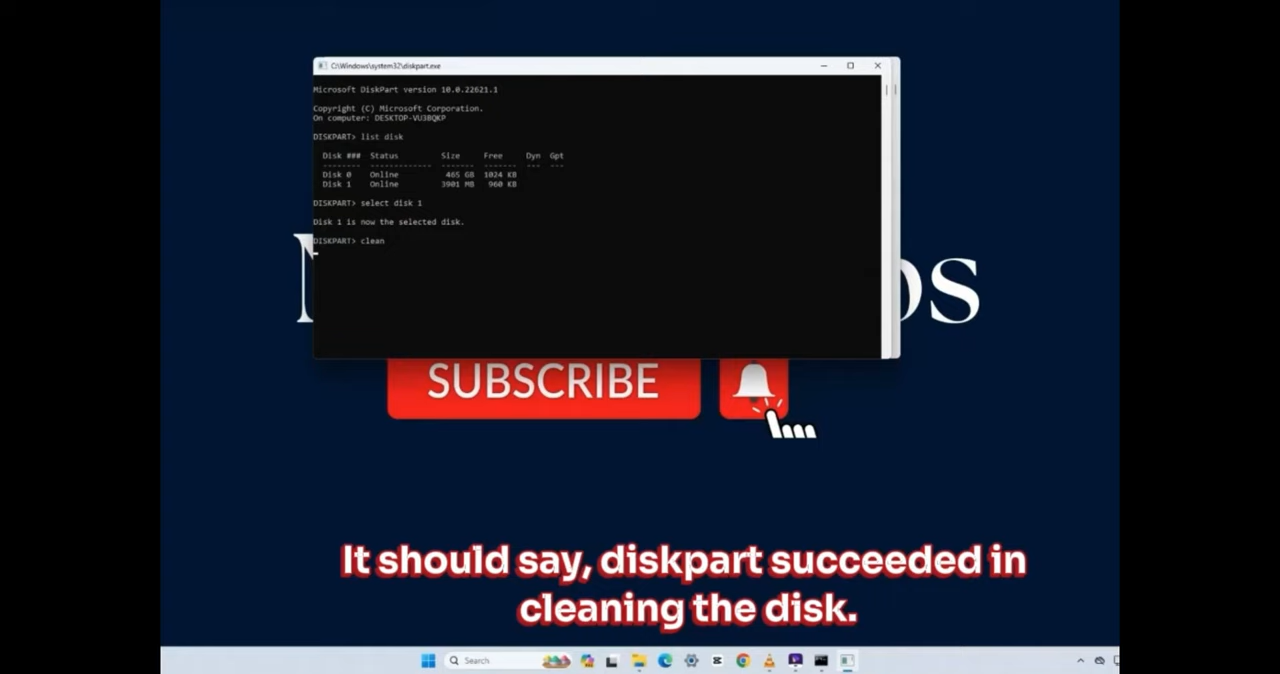 C:\Windows\system32\diskpart.exe
Microsoft DiskPart version 10.0.22621.1
Copyright (C) Microsoft Corporation.
On computer: DESKTOP-VU3BQKP
DISKPART> list disk
Disk ### Status Size Free Dyn Gpt
-------- ------------- ------- ------- --- ---
Disk 0 Online 465 GB 1024 KB
Disk 1 Online 3901 MB 960 KB
DISKPART> select disk 1
Disk 1 is now the selected disk.
DISKPART> clean
os
SUBSCRIBE
It should say, diskpart succeeded in
cleaning the disk.
Search